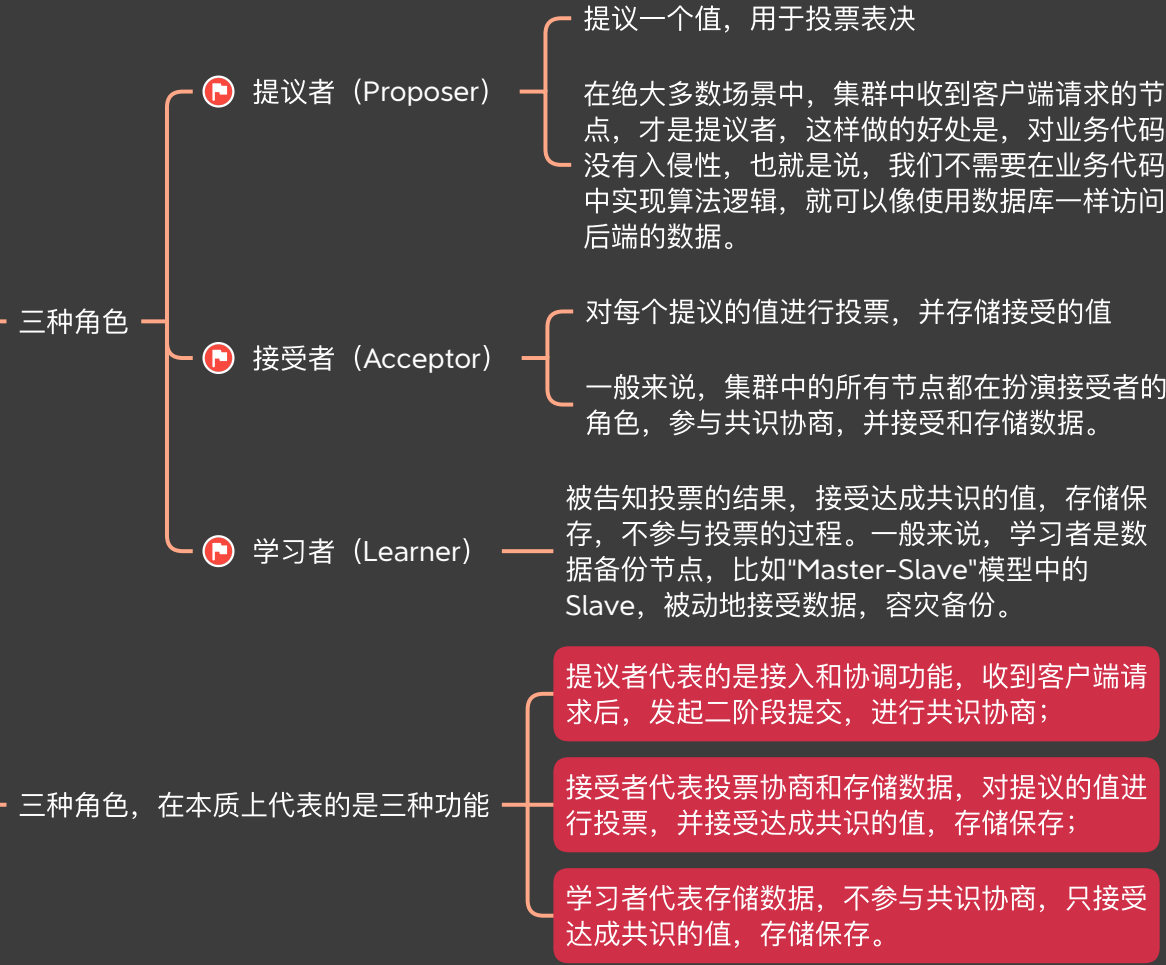 提议一个值，用于投票表决
提议者（Proposer）
在绝大多数场景中，集群中收到客户端请求的节
点，才是提议者，这样做的好处是，对业务代码
没有入侵性，也就是说，我们不需要在业务代码
中实现算法逻辑，就可以像使用数据库一样访问
后端的数据。
三种角色
对每个提议的值进行投票，并存储接受的值
接受者（Acceptor）
一般来说，集群中的所有节点都在扮演接受者的
角色，参与共识协商，并接受和存储数据。
学习者（Learner）
被告知投票的结果，接受达成共识的值，存储保
存，不参与投票的过程。一般来说，学习者是数
据备份节点，比如"Master-Slave"模型中的
Slave，被动地接受数据，容灾备份。
三种角色，在本质上代表的是三种功能
提议者代表的是接入和协调功能，收到客户端请
求后，发起二阶段提交，进行共识协商；
接受者代表投票协商和存储数据，对提议的值进
行投票，并接受达成共识的值，存储保存；
学习者代表存储数据，不参与共识协商，只接受
达成共识的值，存储保存。